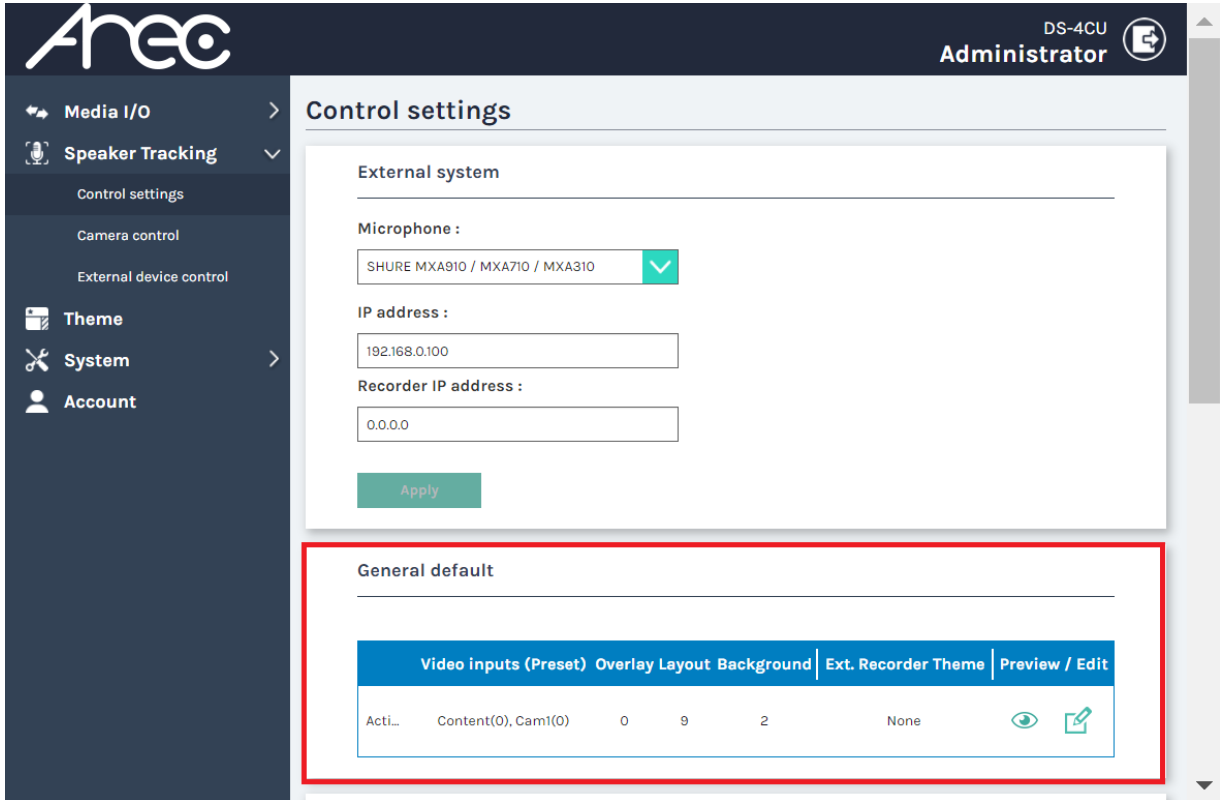 Arec
DS-4CU
Administrator
Media I/O
Speaker Tracking
Control settings
Camera control
External device control
Theme
System
Account
Control settings
External system
Microphone :
SHURE MXA910 / MXA710 / MXA310
IP address :
192.168.0.100
Recorder IP address :
0.0.0.0
Apply
General default
Video inputs (Preset) Overlay Layout Background Ext. Recorder Theme Preview / Edit
Acti... Content(0), Cam1(0) 0 9 2 None